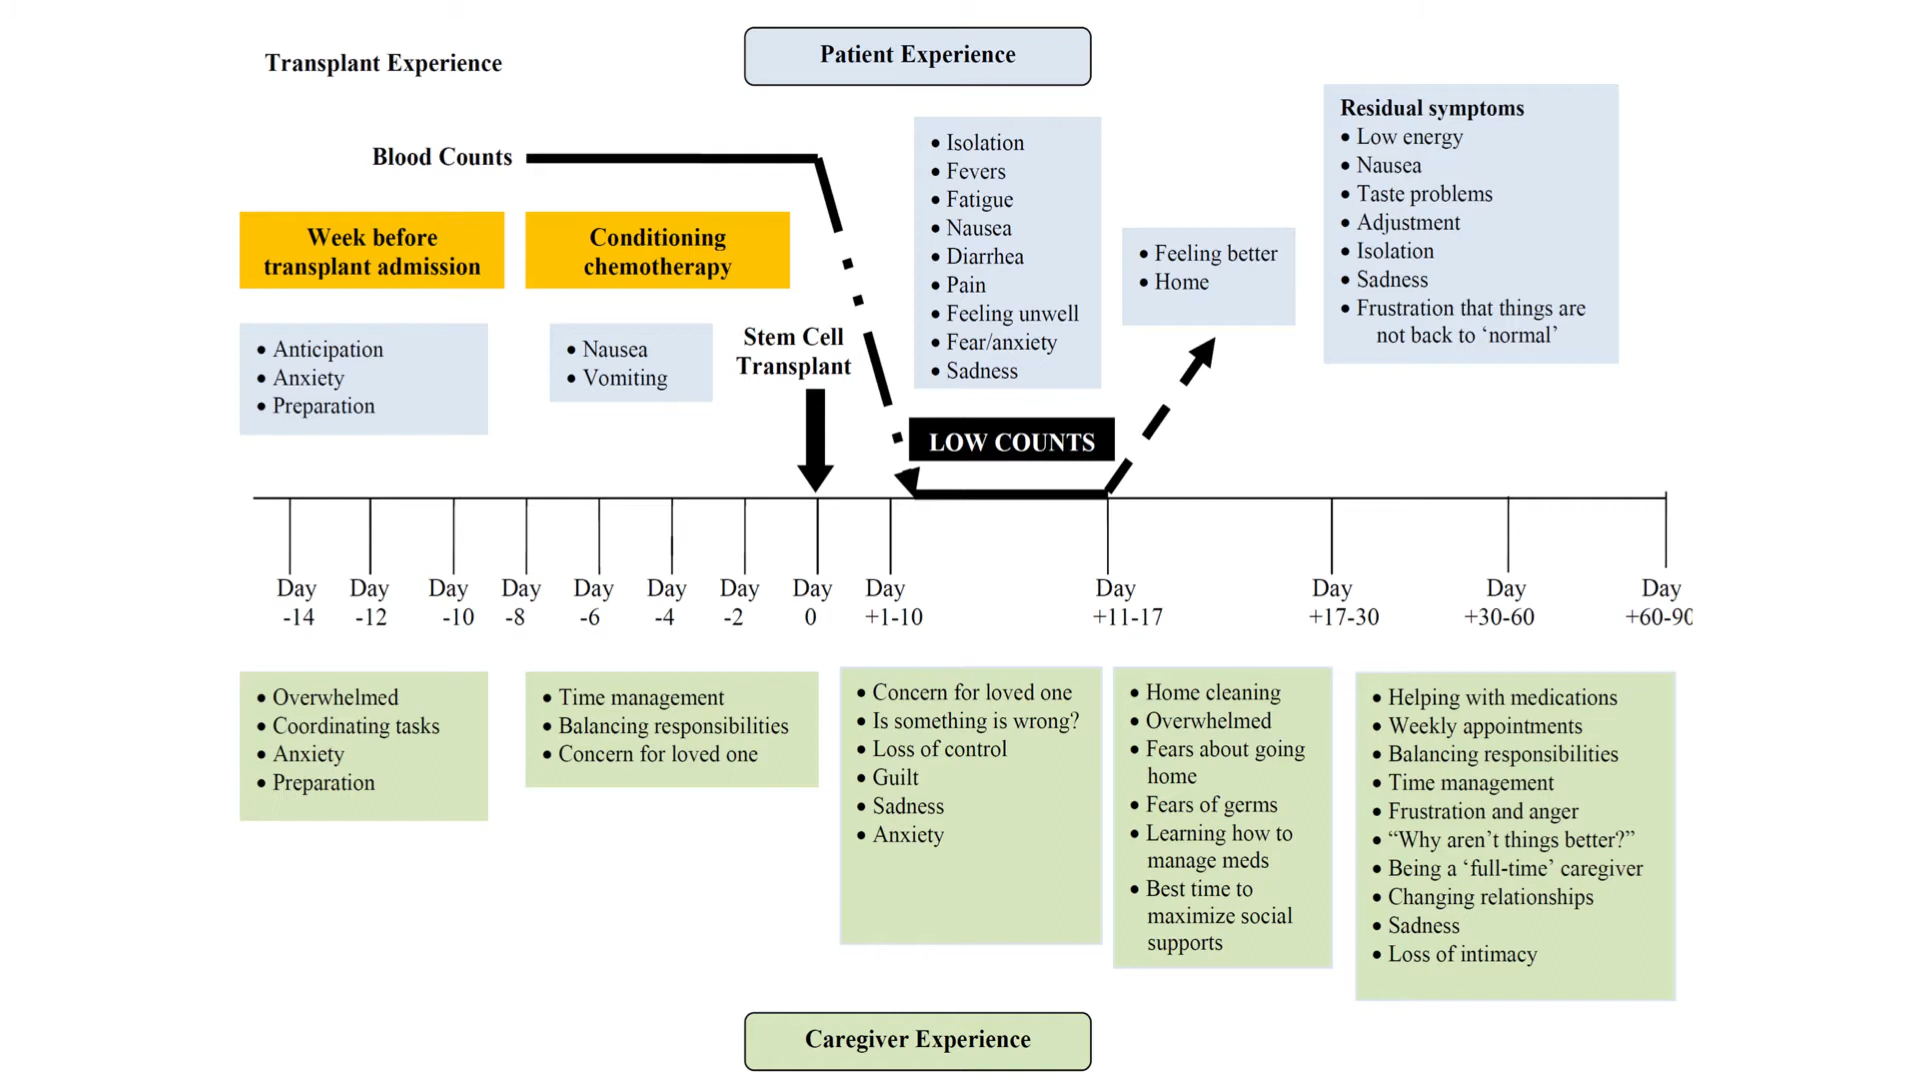 Patient Experience
Transplant Experience
Blood Counts
Week before
transplant admission
Conditioning
chemotherapy
• Anticipation
• Anxiety
• Preparation
• Nausea
• Vomiting
Stem Cell
Transplant
• Isolation
• Fevers
• Fatigue
• Nausea
• Diarrhea
• Pain
• Feeling unwell
• Fear/anxiety
• Sadness
LOW COUNTS
• Feeling better
• Home
Residual symptoms
• Low energy
• Nausea
• Taste problems
• Adjustment
• Isolation
• Sadness
• Frustration that things are
not back to ‘normal’
Day
-14
Day
-12
Day
-10
Day
-8
Day
-6
Day
-4
Day
-2
Day
0
Day
+1-10
Day
+11-17
Day
+17-30
Day
+30-60
Day
+60-90
• Overwhelmed
• Coordinating tasks
• Anxiety
• Preparation
• Time management
• Balancing responsibilities
• Concern for loved one
• Concern for loved one
• Is something is wrong?
• Loss of control
• Guilt
• Sadness
• Anxiety
• Home cleaning
• Overwhelmed
• Fears about going
home
• Fears of germs
• Learning how to
manage meds
• Best time to
maximize social
supports
• Helping with medications
• Weekly appointments
• Balancing responsibilities
• Time management
• Frustration and anger
• “Why aren’t things better?”
• Being a ‘full-time’ caregiver
• Changing relationships
• Sadness
• Loss of intimacy
Caregiver Experience